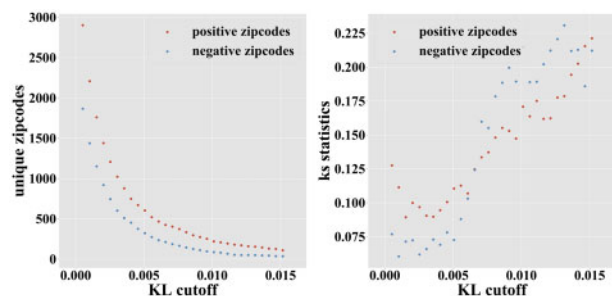 3000
2500
2000
1500
1000
500
0
unique zipcodes
positive zipcodes
negative zipcodes
0.000 0.005 0.010 0.015
KL cutoff
0.225
0.200
0.175
0.150
0.125
0.100
0.075
ks statistics
positive zipcodes
negative zipcodes
0.000 0.005 0.010 0.015
KL cutoff